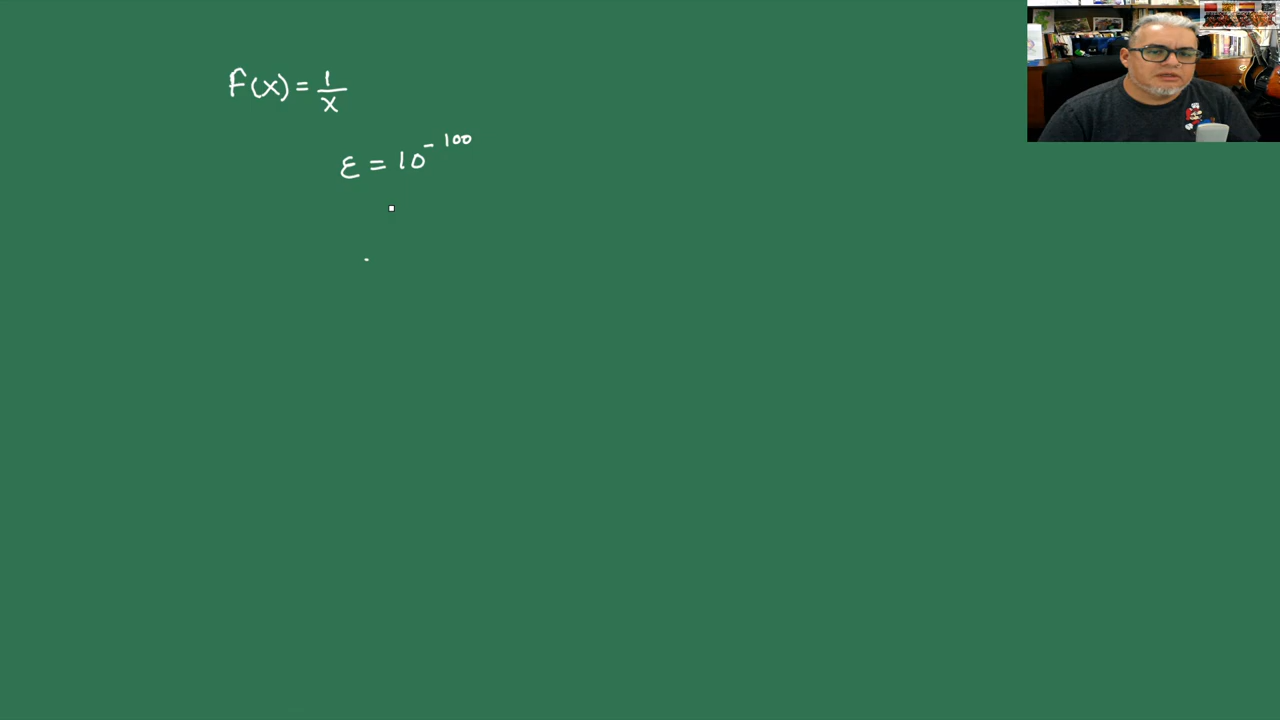 F(x) = 1/x
ε = 10^-100